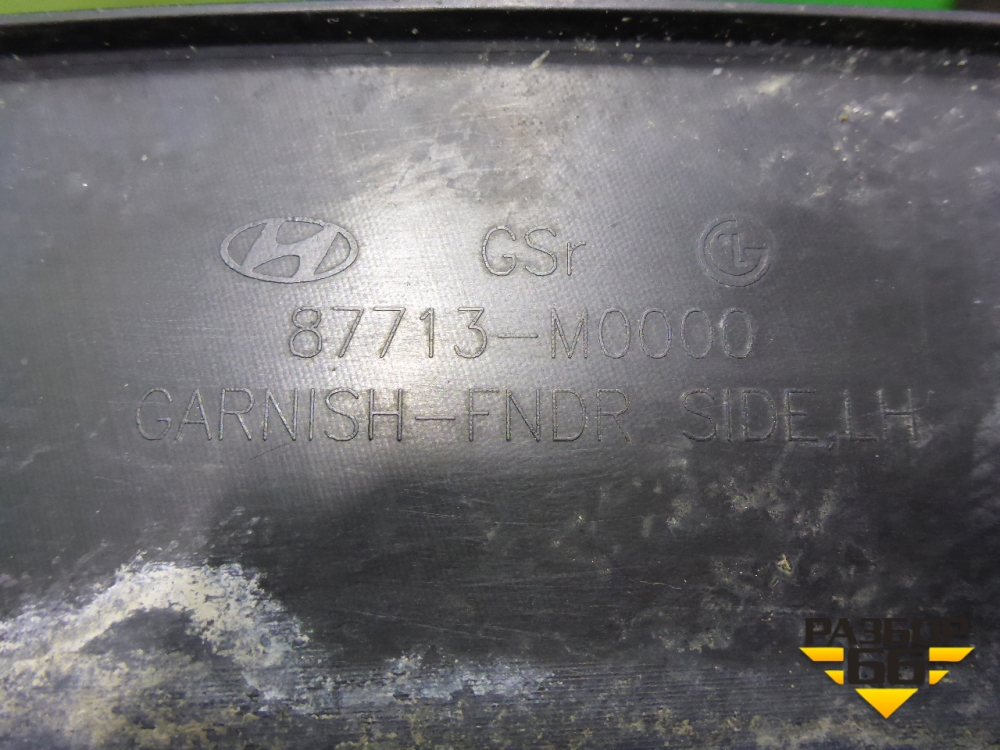 GSr
87713-M0000
GARNISH-FNDR SIDE,LH
РАЗБОР
66